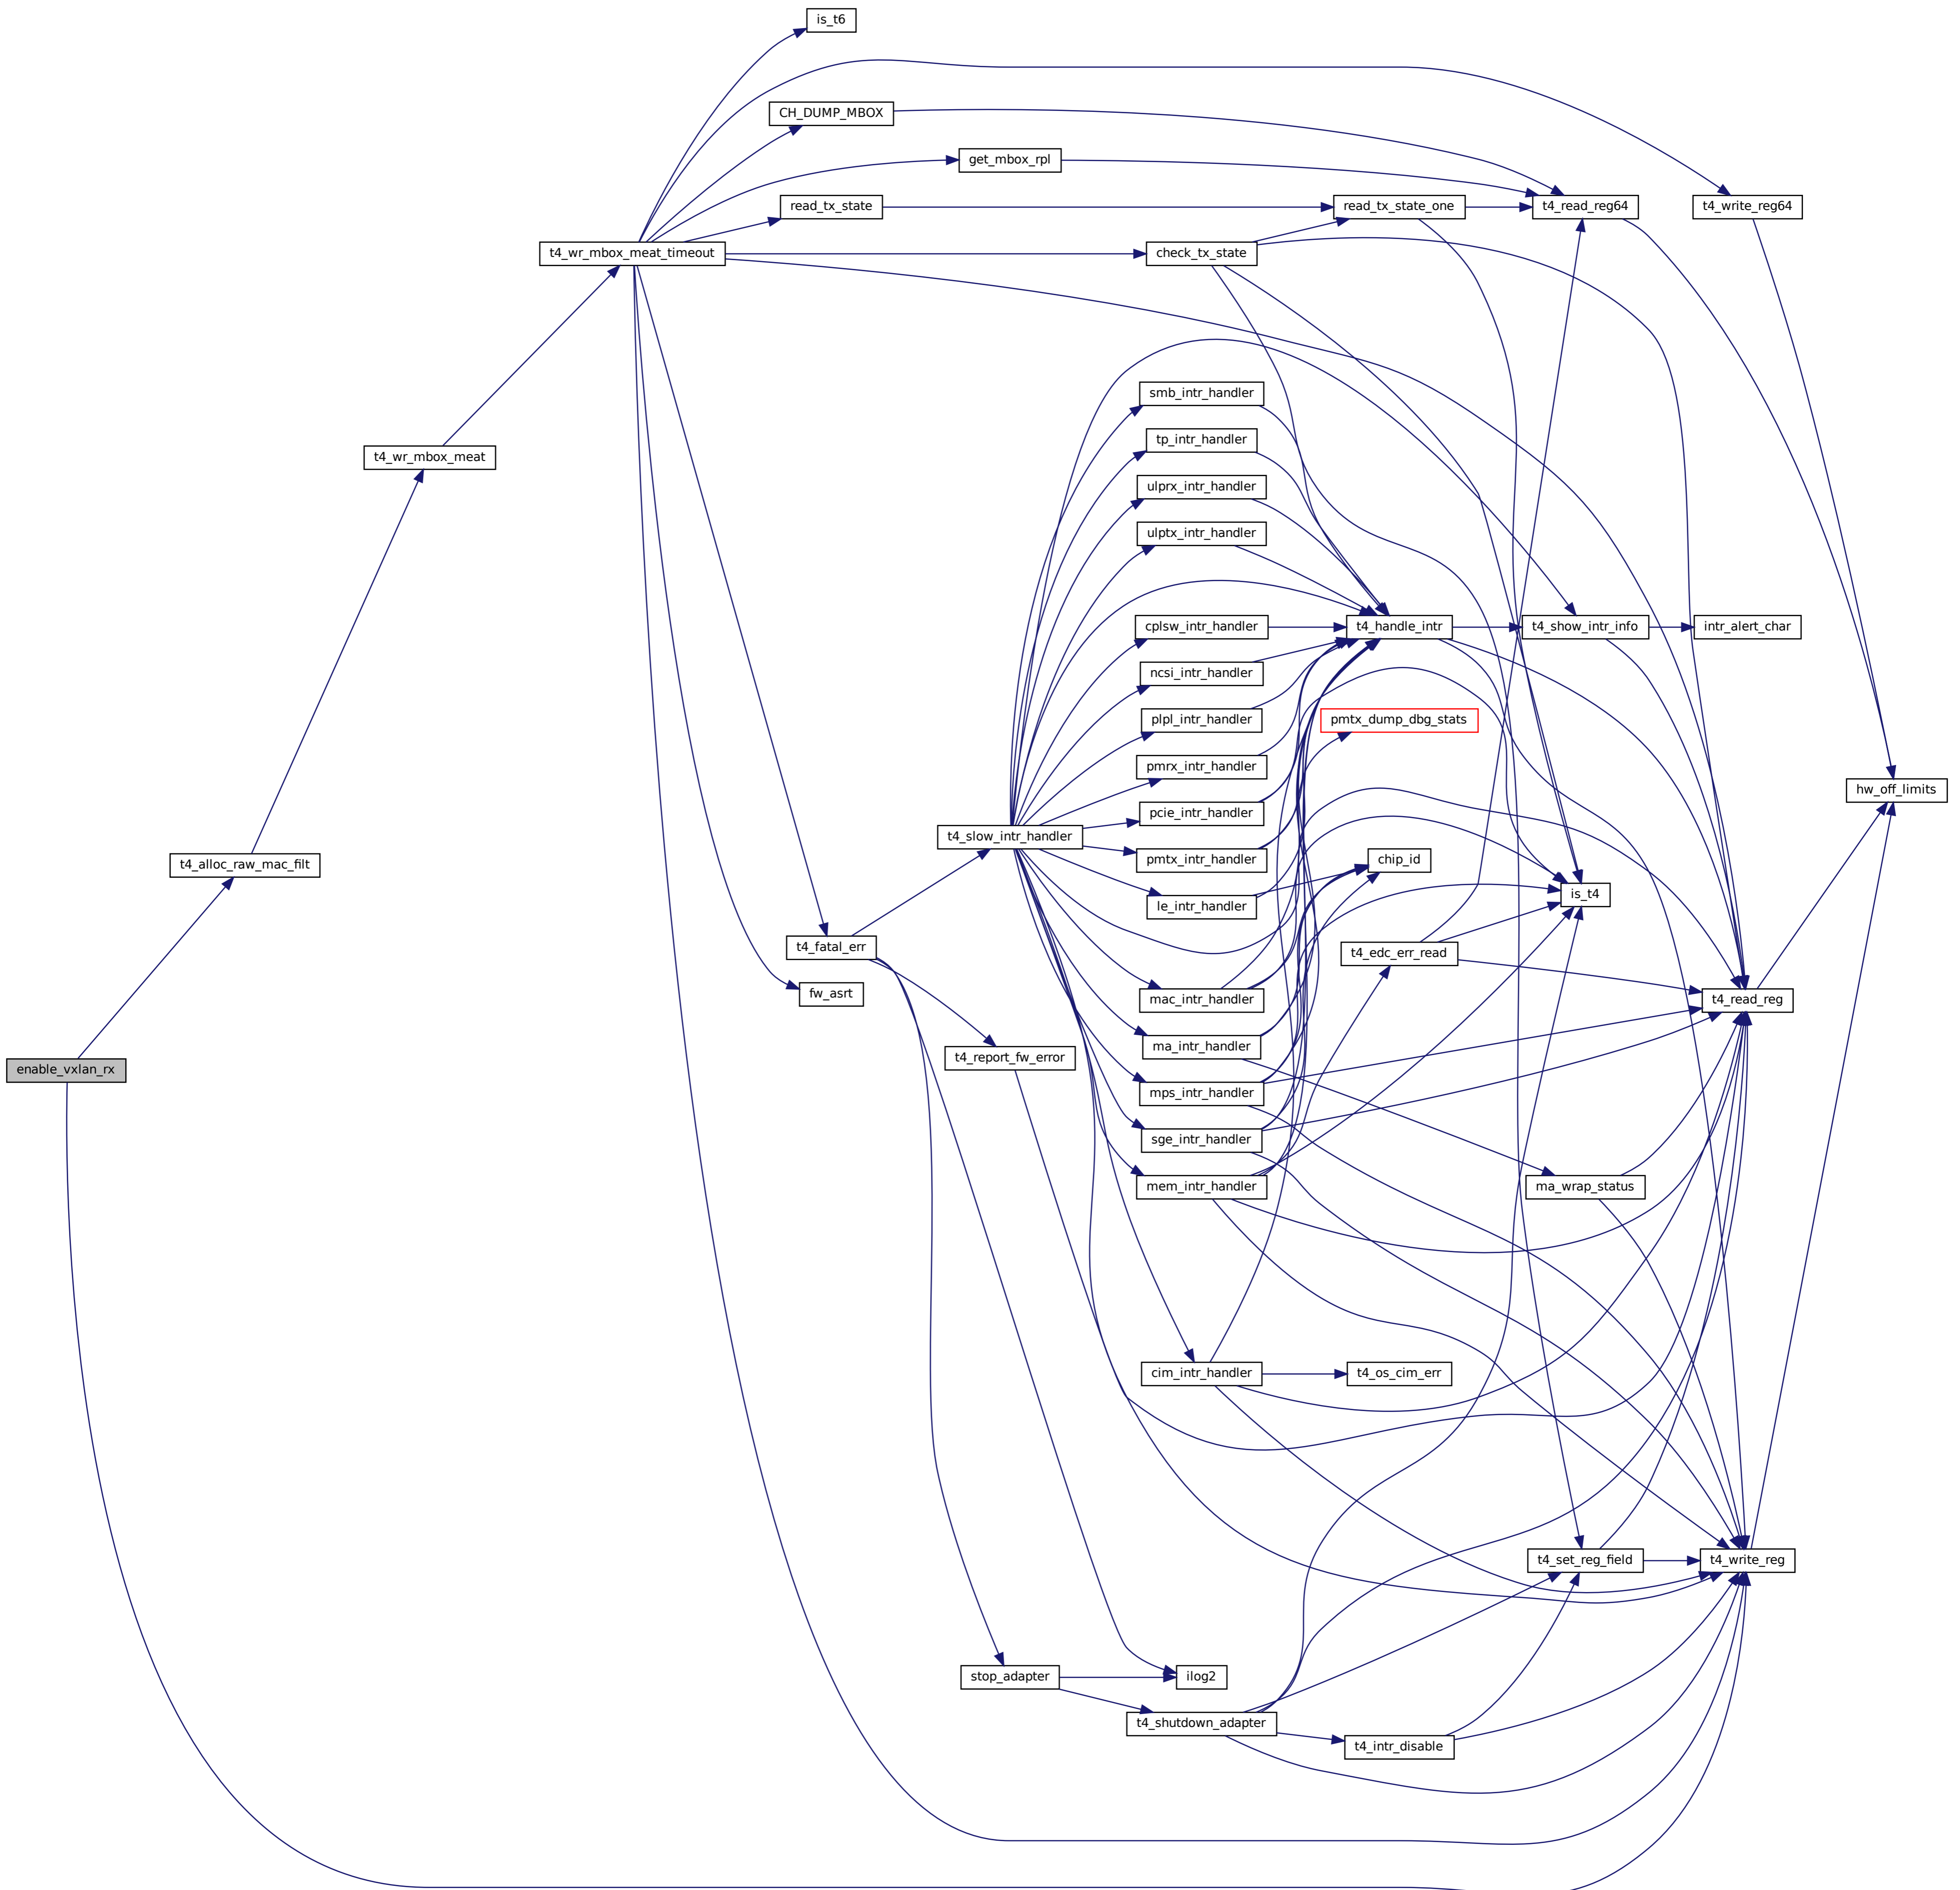 is_t6
CH_DUMP_MBOX
get_mbox_rpl
read_tx_state
read_tx_state_one
t4_read_reg64
t4_write_reg64
t4_wr_mbox_meat_timeout
check_tx_state
smb_intr_handler
tp_intr_handler
t4_wr_mbox_meat
ulprx_intr_handler
ulptx_intr_handler
cplsw_intr_handler
t4_handle_intr
t4_show_intr_info
intr_alert_char
ncsi_intr_handler
plpl_intr_handler
pmtx_dump_dbg_stats
pmrx_intr_handler
hw_off_limits
pcie_intr_handler
t4_slow_intr_handler
pmtx_intr_handler
chip_id
t4_alloc_raw_mac_filt
le_intr_handler
is_t4
t4_fatal_err
t4_edc_err_read
fw_asrt
mac_intr_handler
t4_read_reg
ma_intr_handler
t4_report_fw_error
enable_vxlan_rx
mps_intr_handler
sge_intr_handler
mem_intr_handler
ma_wrap_status
cim_intr_handler
t4_os_cim_err
t4_set_reg_field
t4_write_reg
stop_adapter
ilog2
t4_shutdown_adapter
t4_intr_disable